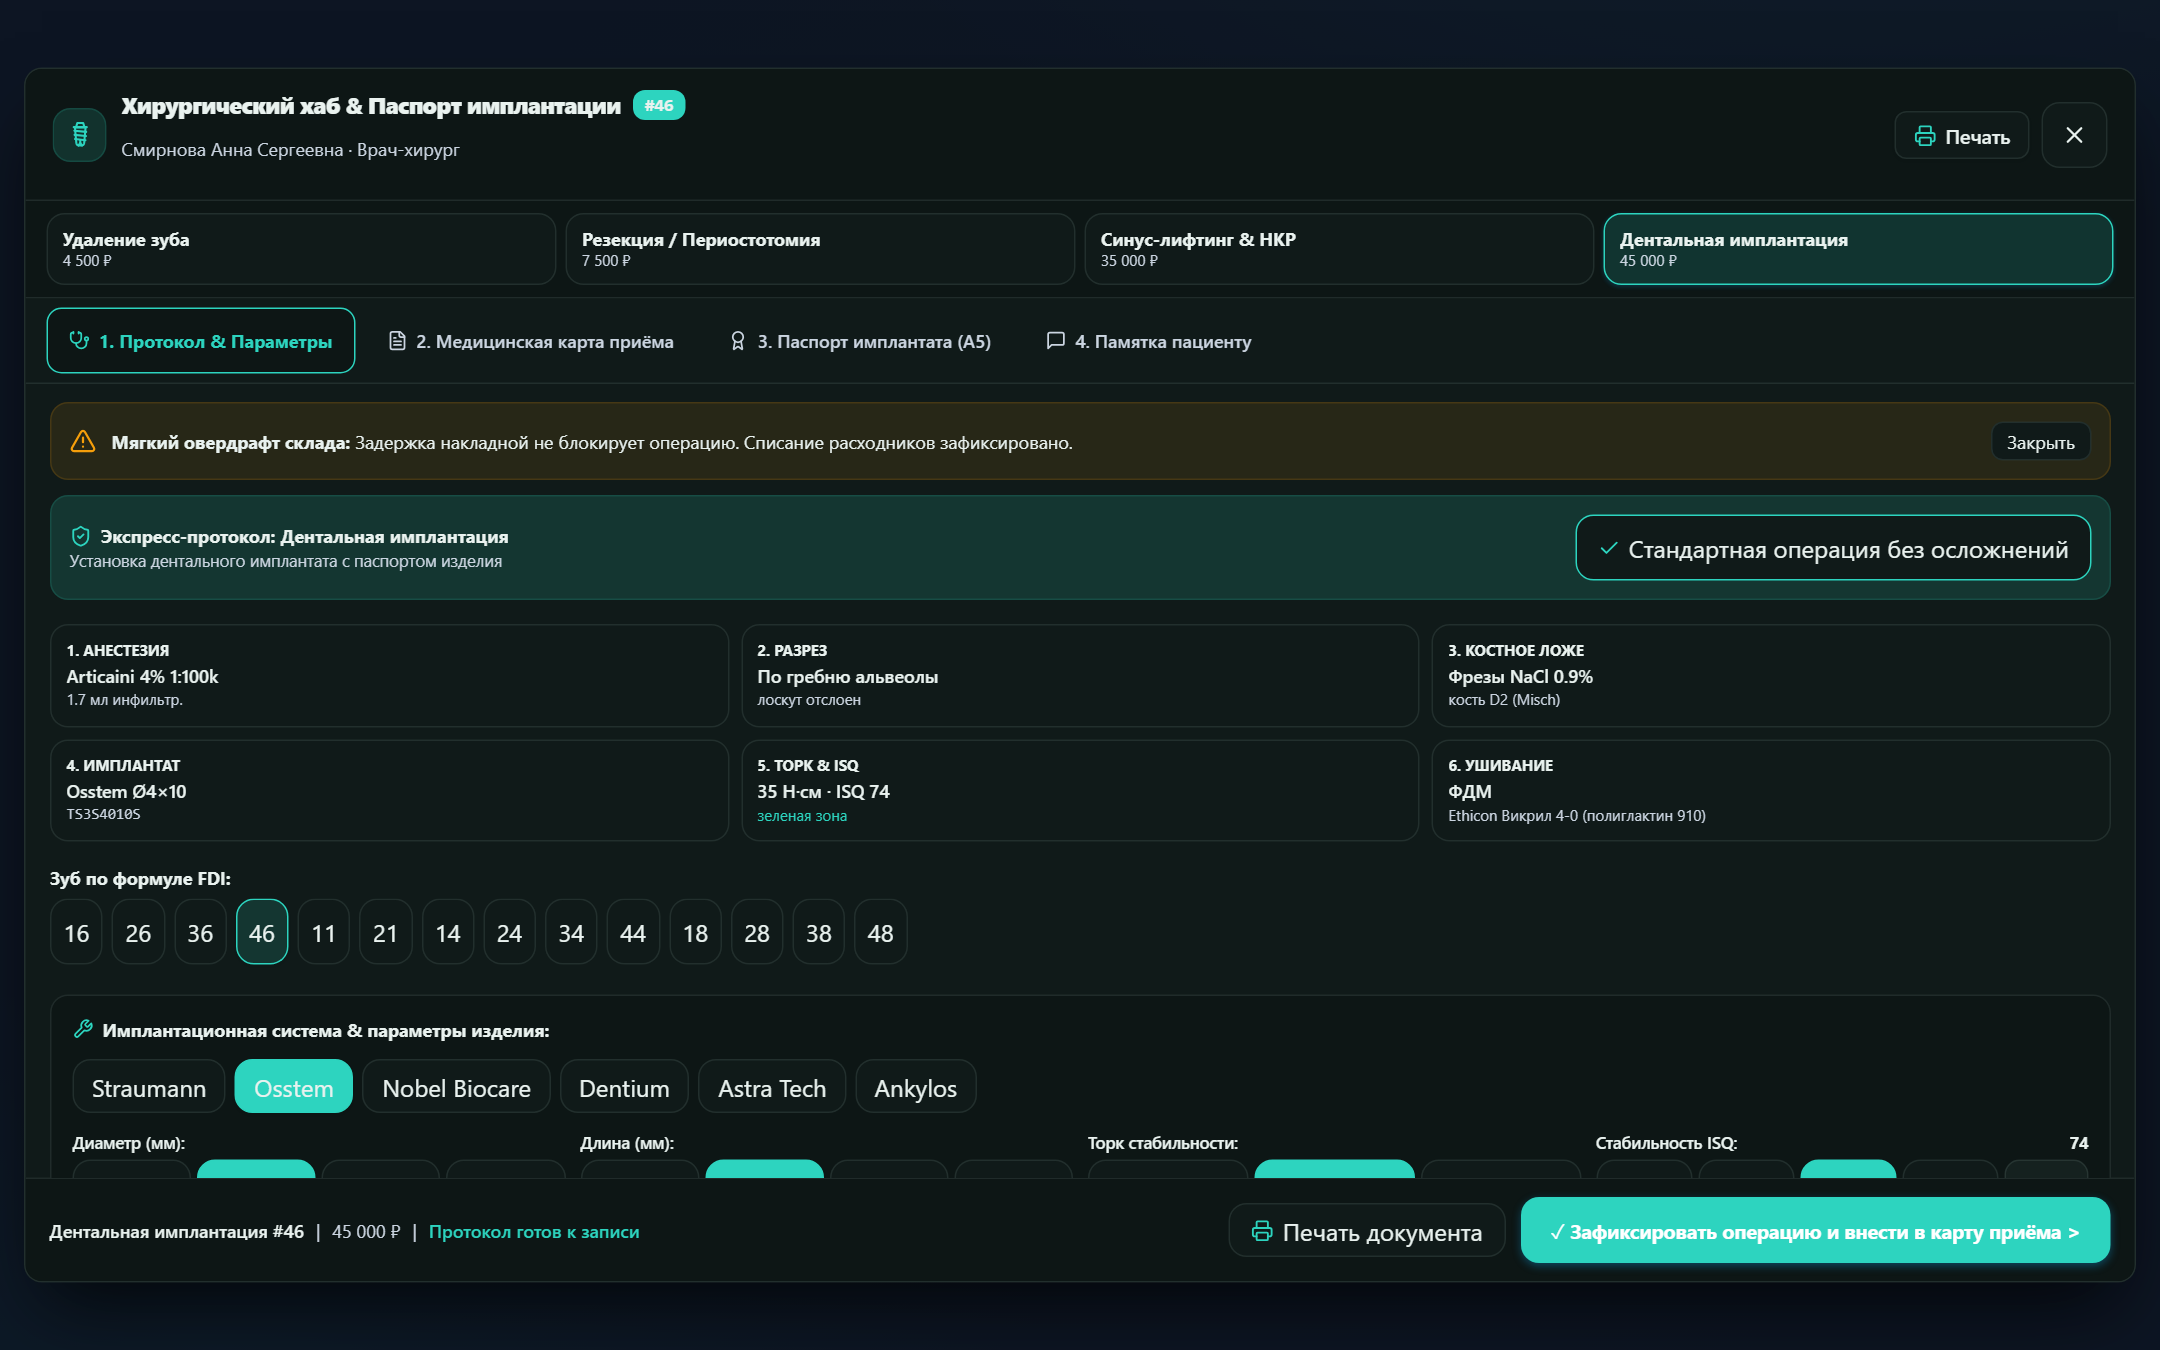 Хирургический хаб & Паспорт имплантации #46
Смирнова Анна Сергеевна · Врач-хирург
Печать
Удаление зуба
4 500 ₽
Резекция / Периостотомия
7 500 ₽
Синус-лифтинг & НКР
35 000 ₽
Дентальная имплантация
45 000 ₽
1. Протокол & Параметры
2. Медицинская карта приёма
3. Паспорт имплантата (А5)
4. Памятка пациенту
Мягкий овердрафт склада: Задержка накладной не блокирует операцию. Списание расходников зафиксировано.
Закрыть
Экспресс-протокол: Дентальная имплантация
Установка дентального имплантата с паспортом изделия
✓ Стандартная операция без осложнений
1. АНЕСТЕЗИЯ
Articaini 4% 1:100k
1.7 мл инфильтр.
2. РАЗРЕЗ
По гребню альвеолы
лоскут отслоен
3. КОСТНОЕ ЛОЖЕ
Фрезы NaCl 0.9%
кость D2 (Misch)
4. ИМПЛАНТАТ
Osstem Ø4×10
TS3S4010S
5. ТОРК & ISQ
35 Н·см · ISQ 74
зеленая зона
6. УШИВАНИЕ
ФДМ
Ethicon Викрил 4-0 (полиглактин 910)
Зуб по формуле FDI:
16 26 36 46 11 21 14 24 34 44 18 28 38 48
Имплантационная система & параметры изделия:
Straumann Osstem Nobel Biocare Dentium Astra Tech Ankylos
Диаметр (мм):
Длина (мм):
Торк стабильности:
Стабильность ISQ: 74
Дентальная имплантация #46 | 45 000 ₽ | Протокол готов к записи
Печать документа
✓ Зафиксировать операцию и внести в карту приёма >